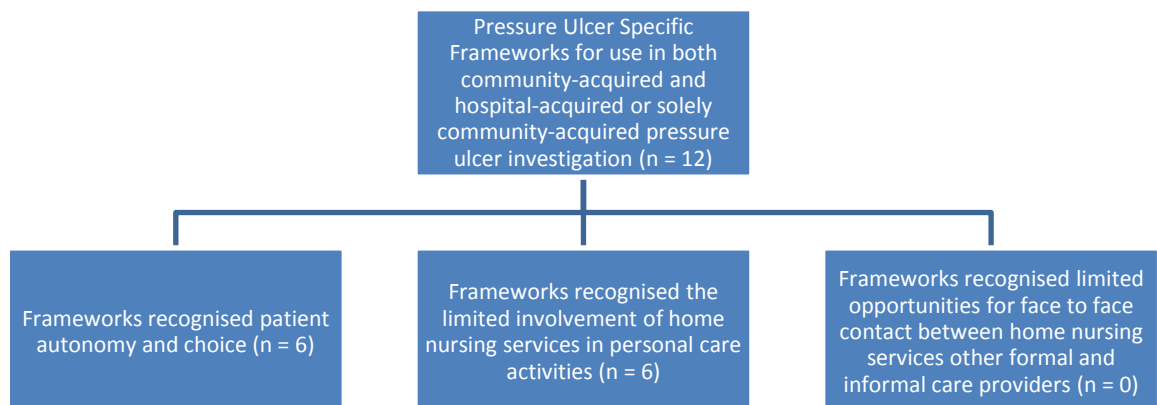 Pressure Ulcer Specific
Frameworks for use in both
community-acquired and
hospital-acquired or solely
community-acquired pressure
ulcer investigation (n = 12)
Frameworks recognised patient
autonomy and choice (n = 6)
Frameworks recognised the
limited involvement of home
nursing services in personal care
activities (n = 6)
Frameworks recognised limited
opportunities for face to face
contact between home nursing
services other formal and
informal care providers (n = 0)